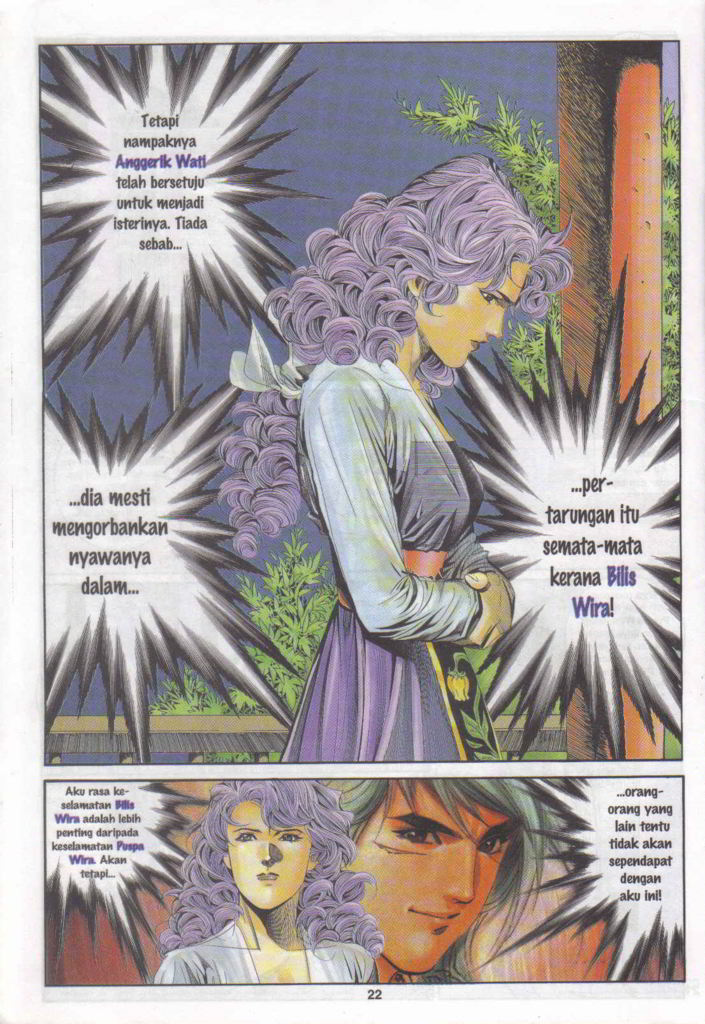 Tetapi
nampaknya
Anggerik Wati
telah bersetuju
untuk menjadi
isterinya. Tiada
sebab...
...dia mesti
mengorbankan
nyawanya
dalam...
...per-
tarungan itu
semata-mata
kerana Bilis
Wira!
Aku rasa ke-
selamatan Bilis
Wira adalah lebih
penting daripada
keselamatan Puspa
Wira. Akan
tetapi...
...orang-
orang yang
lain tentu
tidak akan
sependapat
dengan
aku ini!
22